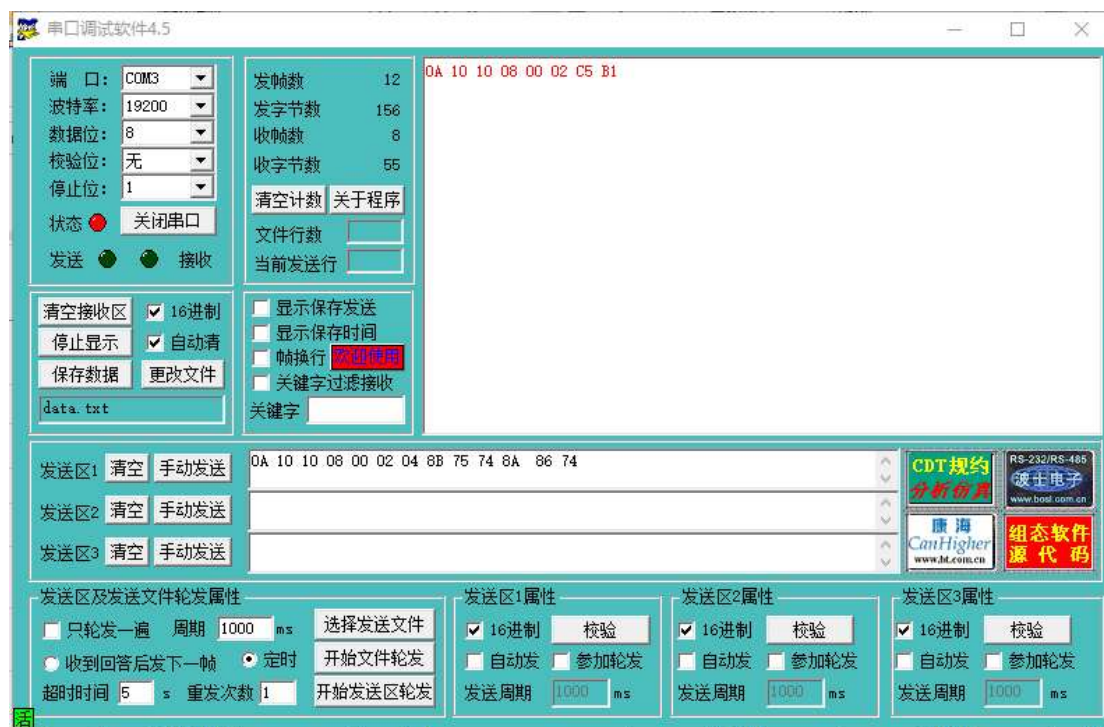 串口调试软件4.5
端 口: COM3
波特率: 19200
数据位: 8
校验位: 无
停止位: 1
状态 关闭串口
发送 接收
发帧数 12
发字节数 156
收帧数 8
收字节数 55
清空计数 关于程序
文件行数
当前发送行
0A 10 10 08 00 02 C5 B1
清空接收区 16进制
停止显示 自动清
保存数据 更改文件
data.txt
显示保存发送
显示保存时间
帧换行 欢迎使用
关键字过滤接收
关键字
发送区1 清空 手动发送 0A 10 10 08 00 02 04 8B 75 74 8A 86 74
发送区2 清空 手动发送
发送区3 清空 手动发送
CDT规约
分析仿真
RS-232/RS-485
波士电子
www.bosi.com.cn
康海
CanHigher
www.ht.com.cn
组态软件
源代码
发送区及发送文件轮发属性
只轮发一遍 周期 1000 ms 选择发送文件
收到回答后发下一帧 定时 开始文件轮发
超时时间 5 s 重发次数 1 开始发送区轮发
发送区1属性
16进制 校验
自动发 参加轮发
发送周期 1000 ms
发送区2属性
16进制 校验
自动发 参加轮发
发送周期 1000 ms
发送区3属性
16进制 校验
自动发 参加轮发
发送周期 1000 ms
活